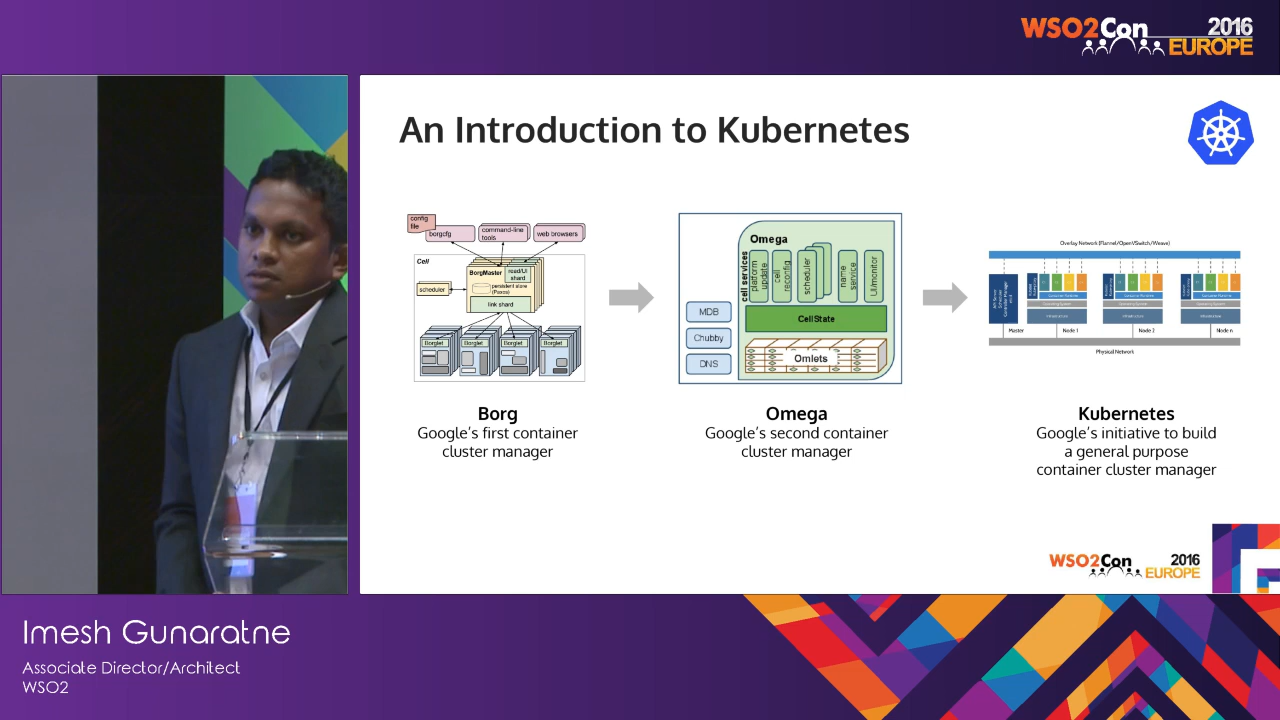 WSO2Con 2016
EUROPE
An Introduction to Kubernetes
config
file
borgcfg
command-line
tools
web browsers
Cell
BorgMaster
read/UI
shard
persistent store
(Paxos)
scheduler
link shard
Borglet
Borglet
Borglet
Borglet
Borg
Google's first container
cluster manager
Omega
cell services
platform
update
cell
reconfig
scheduler
name
service
UI/monitor
MDB
Chubby
DNS
CellState
Omlets
Omega
Google's second container
cluster manager
Overlay Network (Flannel/OpenVSwitch/Weave)
Master
Node 1
Node 2
Node n
Physical Network
Kubernetes
Google's initiative to build
a general purpose
container cluster manager
WSO2Con 2016
EUROPE
Imesh Gunaratne
Associate Director/Architect
WSO2